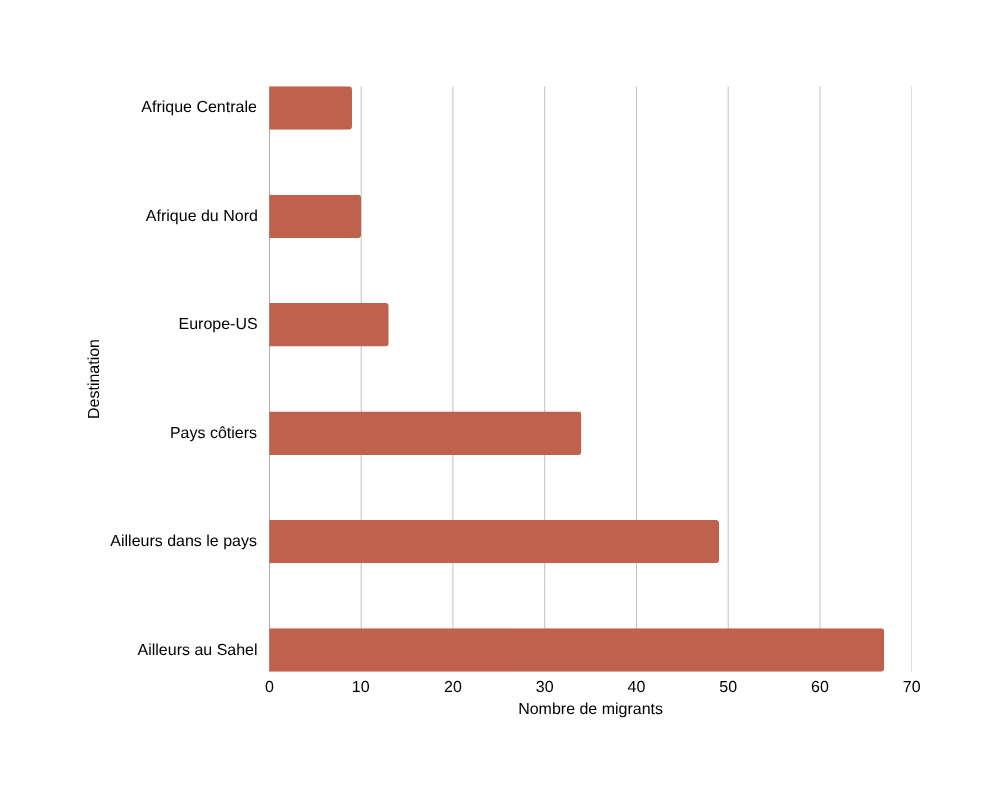 Afrique Centrale
Afrique du Nord
Europe-US
Destination
Pays côtiers
Ailleurs dans le pays
Ailleurs au Sahel
0 10 20 30 40 50 60 70
Nombre de migrants